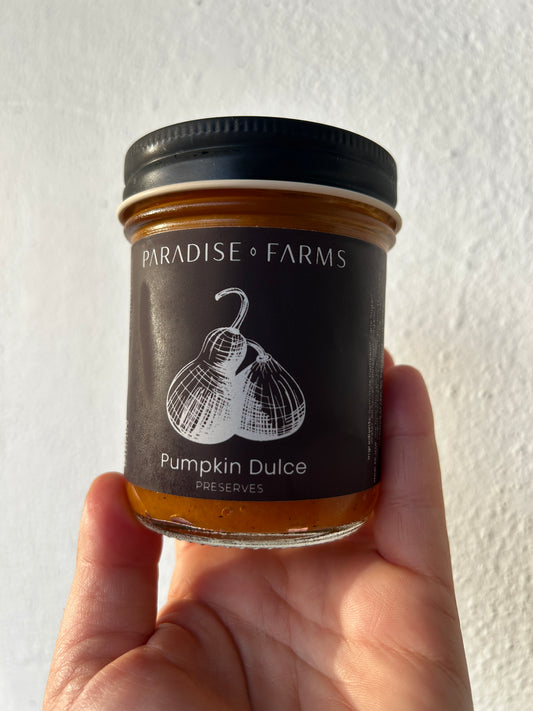 PARADISE ◊ FARMS
Pumpkin Dulce
PRESERVES